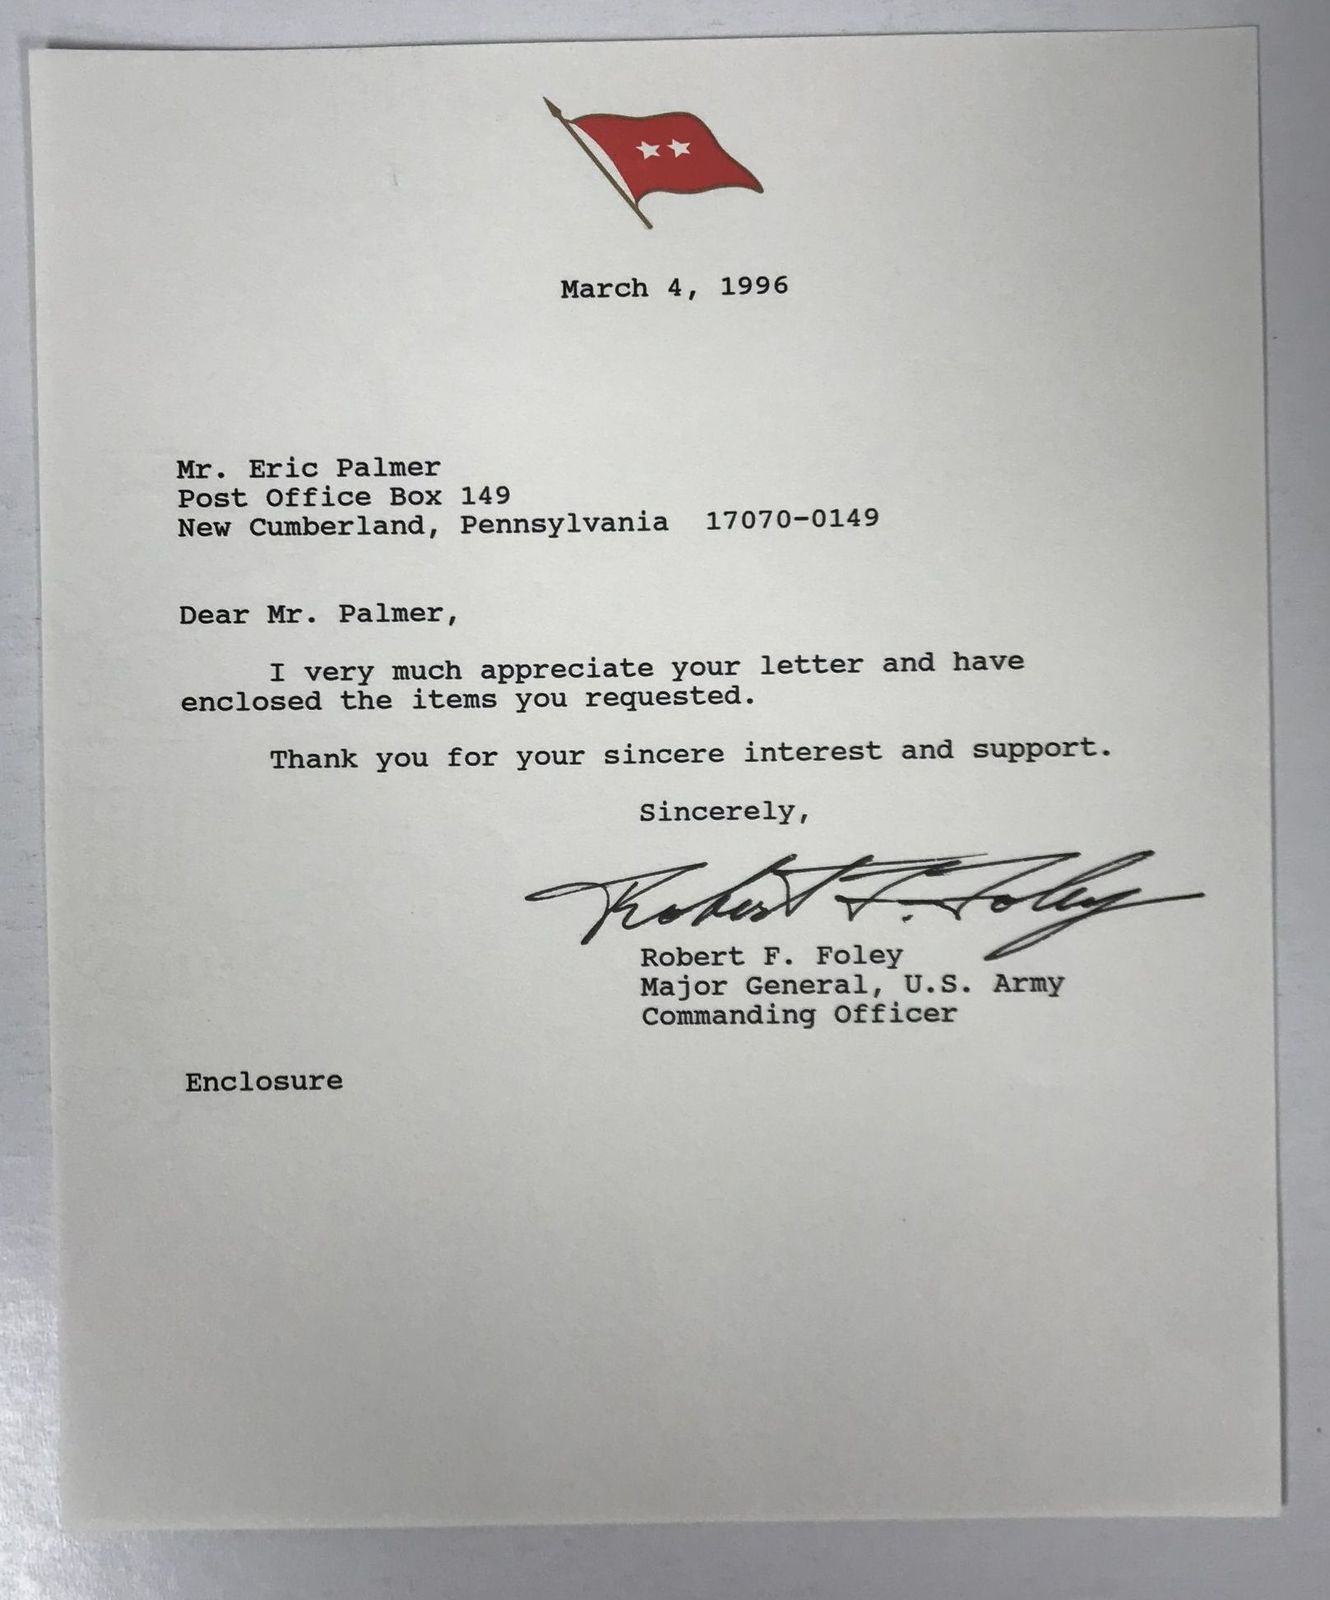 March 4, 1996
Mr. Eric Palmer
Post Office Box 149
New Cumberland, Pennsylvania 17070-0149
Dear Mr. Palmer,
I very much appreciate your letter and have
enclosed the items you requested.
Thank you for your sincere interest and support.
Sincerely,
Robert F. Foley
Robert F. Foley
Major General, U.S. Army
Commanding Officer
Enclosure